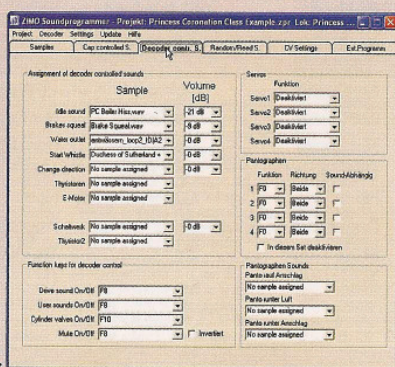 ZIMO Soundprogrammer - Projekt: Princess Coronation Class Example.zpr Lok: Princess ...
Project Decoder Settings Update Hilfe
Samples Cap controlled S. Decoder contr. S. Random/Reed S. CV Settings Ext.Programm
Assignment of decoder controlled sounds
Sample Volume [dB]
Idle sound PC Boiler Hiss.wav -21 dB
Brakes squeal Brake Squeal.wav -9 dB
Water outlet entwässern_loop2_(D)A2 -0 dB
Start Whistle Duchess of Sutherland + -0 dB
Change direction No sample assigned -0 dB
Thyristoren No sample assigned
E-Motor No sample assigned
Schaltwerk No sample assigned -0 dB
Thyristor2 No sample assigned
Function keys for decoder control
Drive sound On/Off F8
User sounds On/Off F8
Cylinder valves On/Off F10
Mute On/Off F8 Invertiert
Servos
Funktion
Servo1 (Deaktiviert
Servo2 (Deaktiviert
Servo3 (Deaktiviert
Servo4 (Deaktiviert
Pantographen
Funktion Richtung Sound-Abhängig
1 F0 Beide
2 F0 Beide
3 F0 Beide
4 F0 Beide
In diesem Set deaktivieren
Pantographen Sounds
Panto rauf Anschlag
No sample assigned
Panto runter Luft
No sample assigned
Panto runter Anschlag
No sample assigned